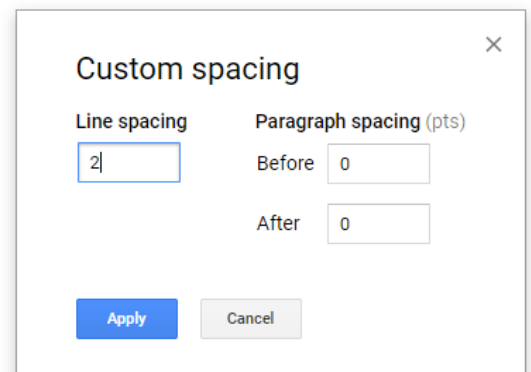 Custom spacing
Line spacing
2
Paragraph spacing (pts)
Before 0
After 0
Apply
Cancel